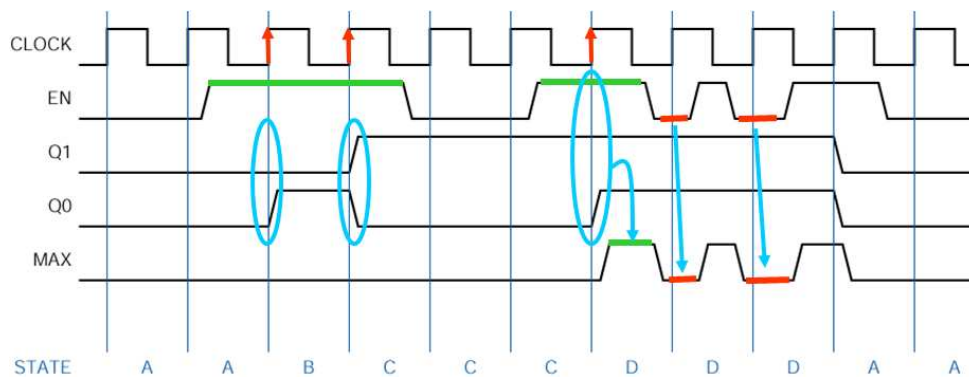 CLOCK
EN
Q1
Q0
MAX
STATE A A B C C C D D D A A